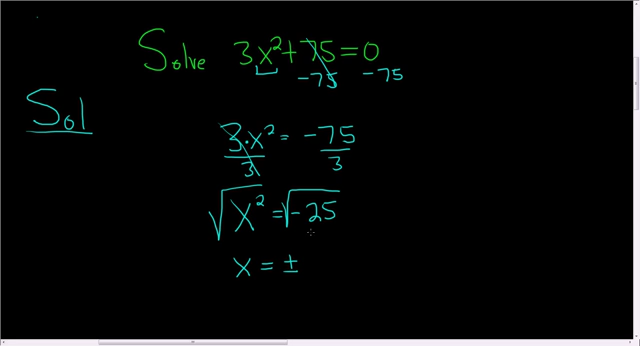 Solve 3x² + 75 = 0
-75 -75
Sol
3·x² = -75
3 3
√x² = √-25
x = ±